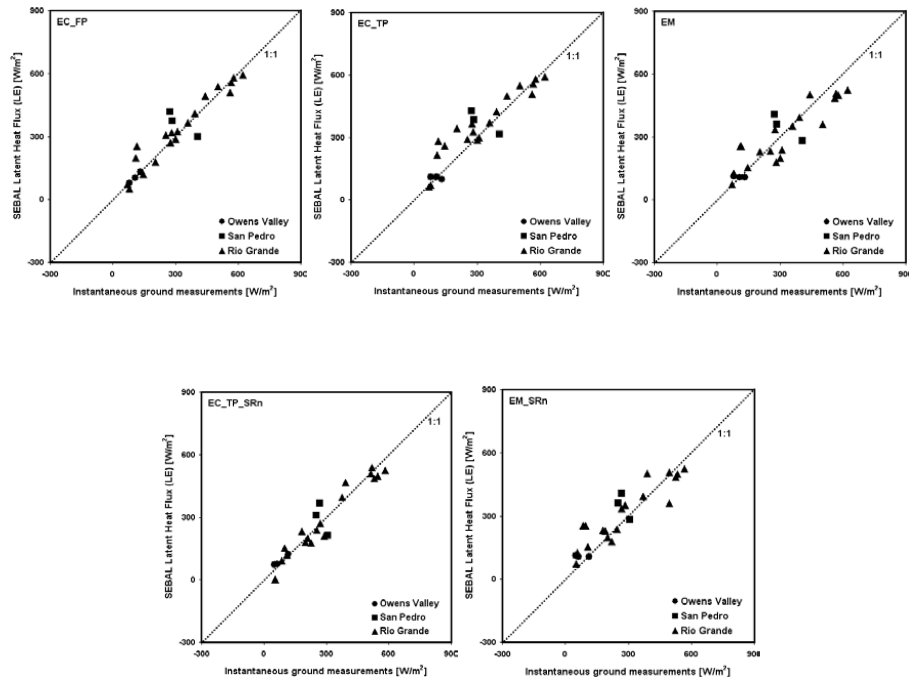 EC_FP
900
600
300
0
-300
SEBAL Latent Heat Flux (LE) [W/m²]
1:1
Owens Valley
San Pedro
Rio Grande
-300 0 300 600 900
Instantaneous ground measurements [W/m²]
EC_TP
900
600
300
0
-300
SEBAL Latent Heat Flux (LE) [W/m²]
1:1
Owens Valley
San Pedro
Rio Grande
-300 0 300 600 90
Instantaneous ground measurements [W/m²]
EM
900
600
300
0
-300
SEBAL Latent Heat Flux (LE) [W/m²]
1:1
Owens Valley
San Pedro
Rio Grande
-300 0 300 600 900
Instantaneous ground measurements [W/m²]
EC_TP_SRn
900
600
300
0
-300
SEBAL Latent Heat Flux (LE) [W/m²]
1:1
Owens Valley
San Pedro
Rio Grande
-300 0 300 600 90
Instantaneous ground measurements [W/m²]
EM_SRn
900
600
300
0
-300
SEBAL Latent Heat Flux (LE) [W/m²]
1:1
Owens Valley
San Pedro
Rio Grande
-300 0 300 600 900
Instantaneous ground measurements [W/m²]